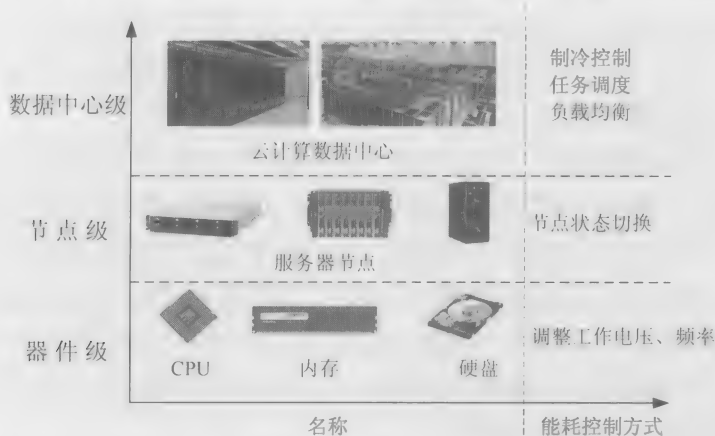 制冷控制
任务调度
数据中心级
负载均衡
云计算数据中心
节点级
节点状态切换
服务器节点
器件级
调整工作电压、频率
CPU
内存
硬盘
名称
能耗控制方式